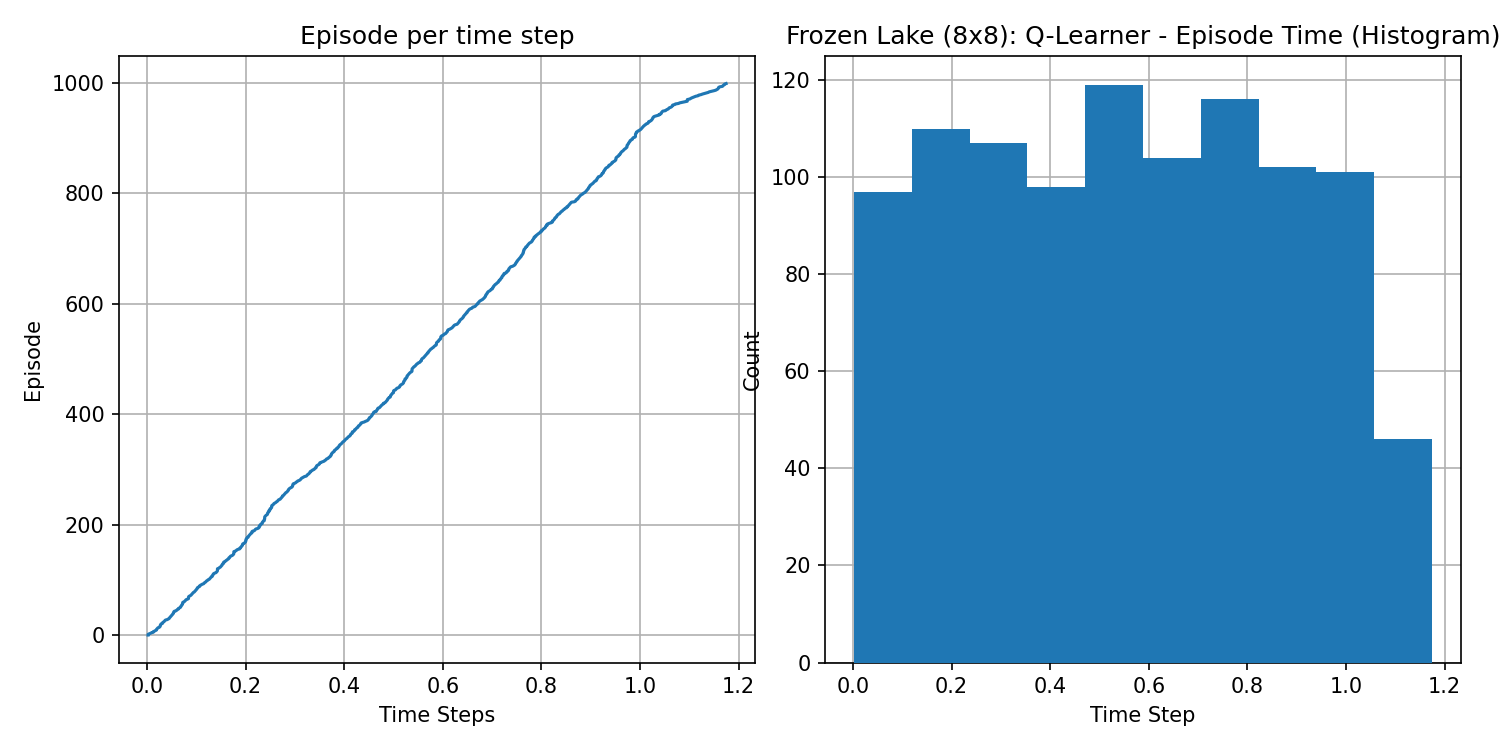 Episode per time step
Episode
1000
800
600
400
200
0
0.0 0.2 0.4 0.6 0.8 1.0 1.2
Time Steps
Frozen Lake (8x8): Q-Learner - Episode Time (Histogram)
Count
120
100
80
60
40
20
0
0.0 0.2 0.4 0.6 0.8 1.0 1.2
Time Step